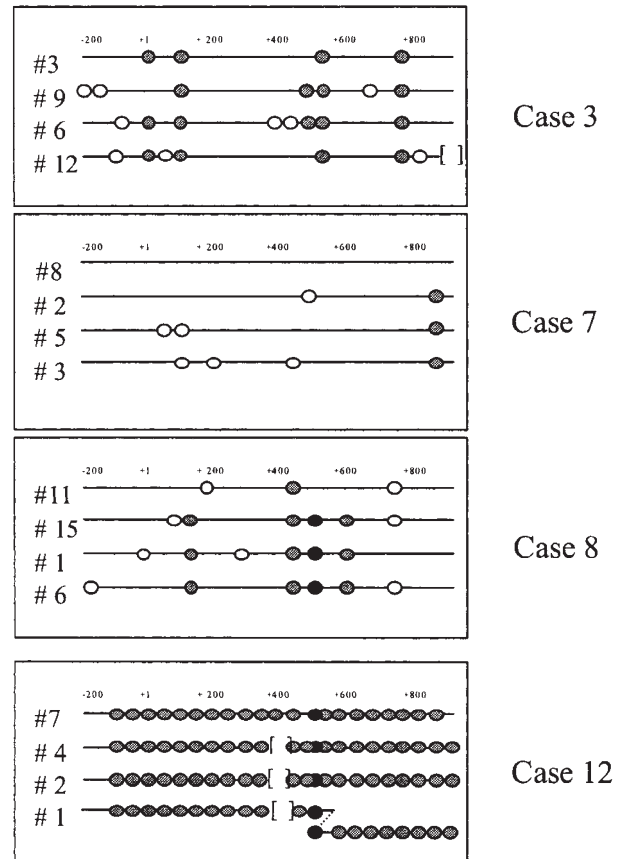 -200 +1 + 200 +400 +600 +800
#3
# 9
# 6
# 12 [ ]
Case 3
-200 +1 + 200 +400 +600 +800
#8
# 2
# 5
# 3
Case 7
-200 +1 + 200 +400 +600 +800
#11
# 15
# 1
# 6
Case 8
-200 +1 + 200 +400 +600 +800
#7
# 4 [ ]
# 2 [ ]
# 1 [ ]
Case 12